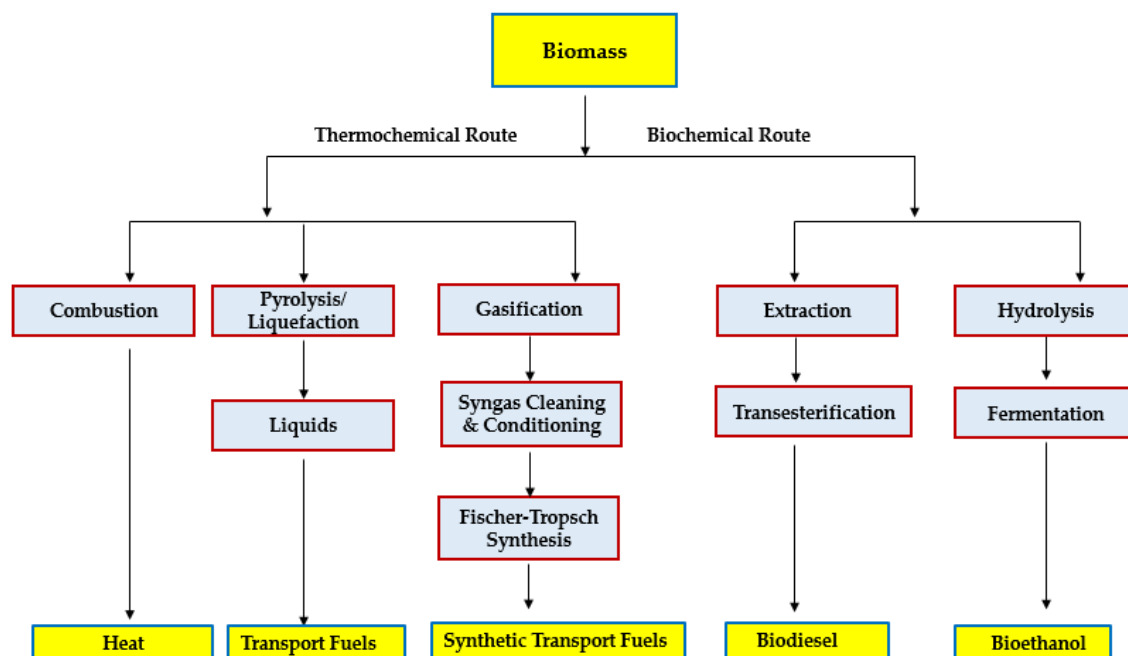 Biomass
Thermochemical Route
Biochemical Route
Combustion
Pyrolysis/
Liquefaction
Gasification
Extraction
Hydrolysis
Liquids
Syngas Cleaning
& Conditioning
Transesterification
Fermentation
Fischer-Tropsch
Synthesis
Heat
Transport Fuels
Synthetic Transport Fuels
Biodiesel
Bioethanol